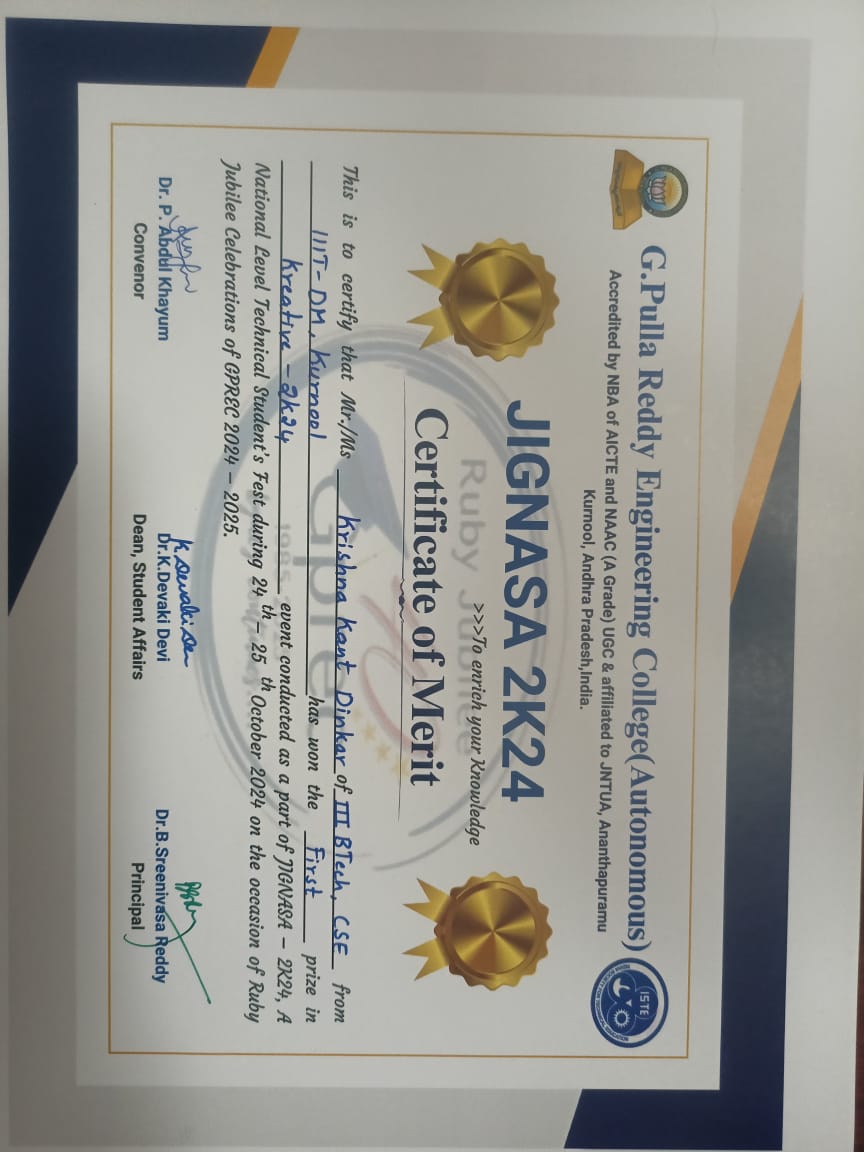 G.Pulla Reddy Engineering College(Autonomous)
ISTE
Accredited by NBA of AICTE and NAAC (A Grade) UGC & affiliated to JNTUA, Ananthapuramu
Kurnool, Andhra Pradesh,India.
JIGNASA 2K24
>>>To enrich your Knowledge
Ruby Jubilee
Certificate of Merit
40
This is to certify that Mr./Ms Krishna Kant Dinkar of III BTech, CSE from
IIIT-DM, Kurnool has won the First prize in
Gprec
Kreative -2k24 event conducted as a part of JIGNASA – 2K24, A
National Level Technical Student's Fest during 24 th – 25 th October 2024 on the occasion of Ruby
Jubilee Celebrations of GPREC 2024 – 2025.
K Devaki Devi
Dr. P. Abdul Khayum Dr.K.Devaki Devi Dr.B.Sreenivasa Reddy
Convenor Dean, Student Affairs Principal